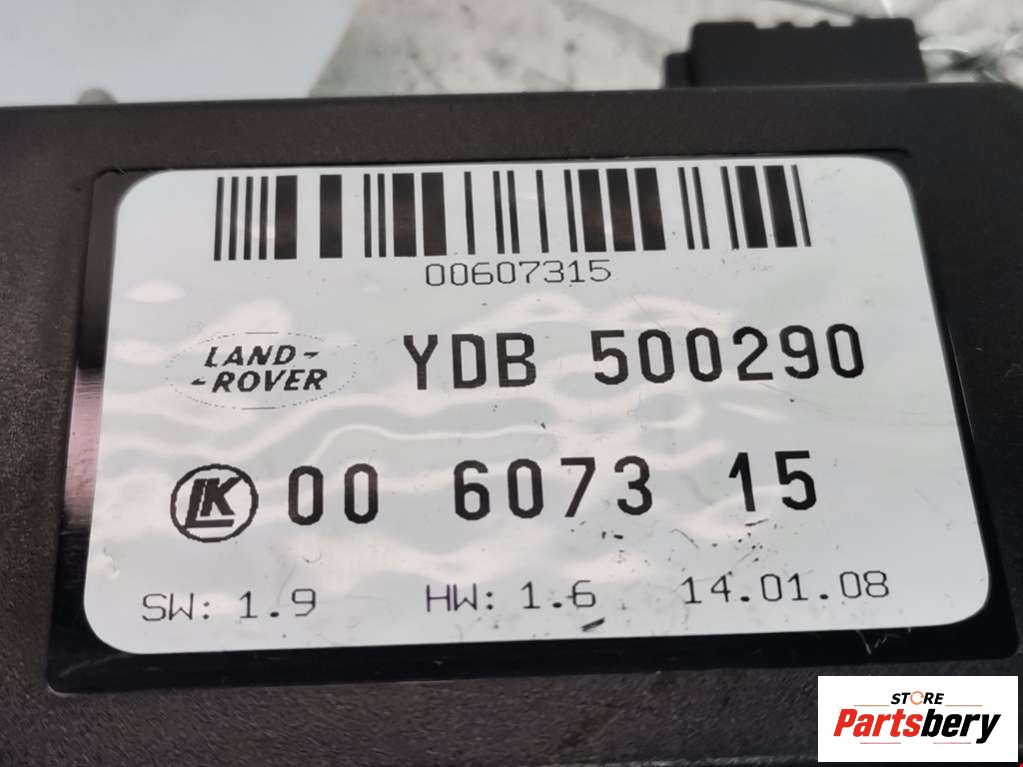 00607315
LAND-
-ROVER
YDB 500290
LK 00 6073 15
SW: 1.9 HW: 1.6 14.01.08
STORE
Partsbery